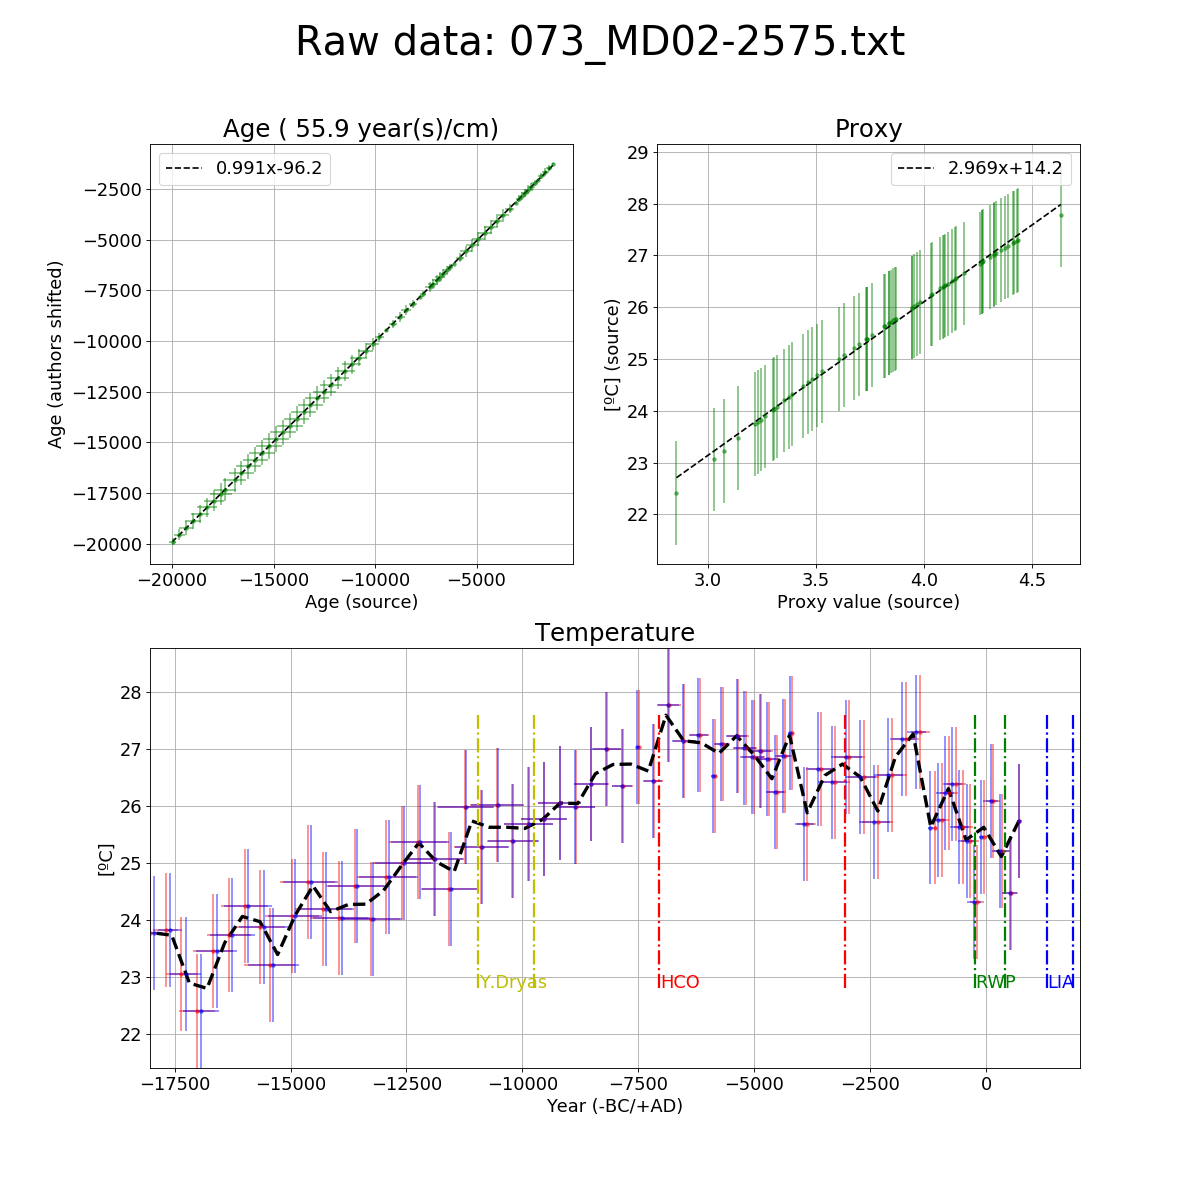 Raw data: 073_MD02-2575.txt
Age ( 55.9 year(s)/cm)
0.991x-96.2
−2500
−5000
−7500
−10000
−12500
−15000
−17500
−20000
Age (authors shifted)
−20000 −15000 −10000 −5000
Age (source)
Proxy
2.969x+14.2
29
28
27
26
25
24
23
22
[ºC] (source)
3.0 3.5 4.0 4.5
Proxy value (source)
Temperature
28
27
26
25
24
23
22
[ºC]
Y.Dryas HCO RWP LIA
−17500 −15000 −12500 −10000 −7500 −5000 −2500 0
Year (-BC/+AD)